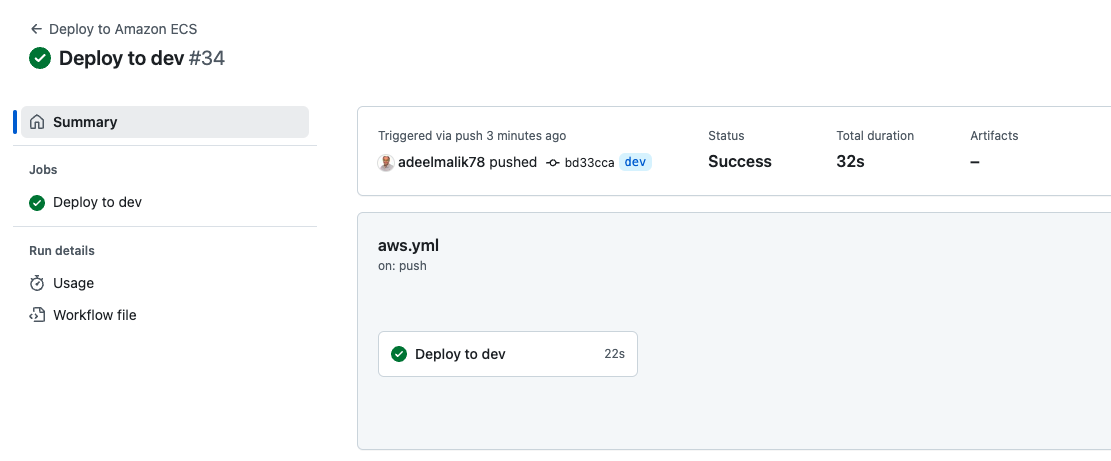 ← Deploy to Amazon ECS
Deploy to dev #34
Summary
Jobs
Deploy to dev
Run details
Usage
Workflow file
Triggered via push 3 minutes ago
adeelmalik78 pushed bd33cca dev
Status
Success
Total duration
32s
Artifacts
–
aws.yml
on: push
Deploy to dev 22s